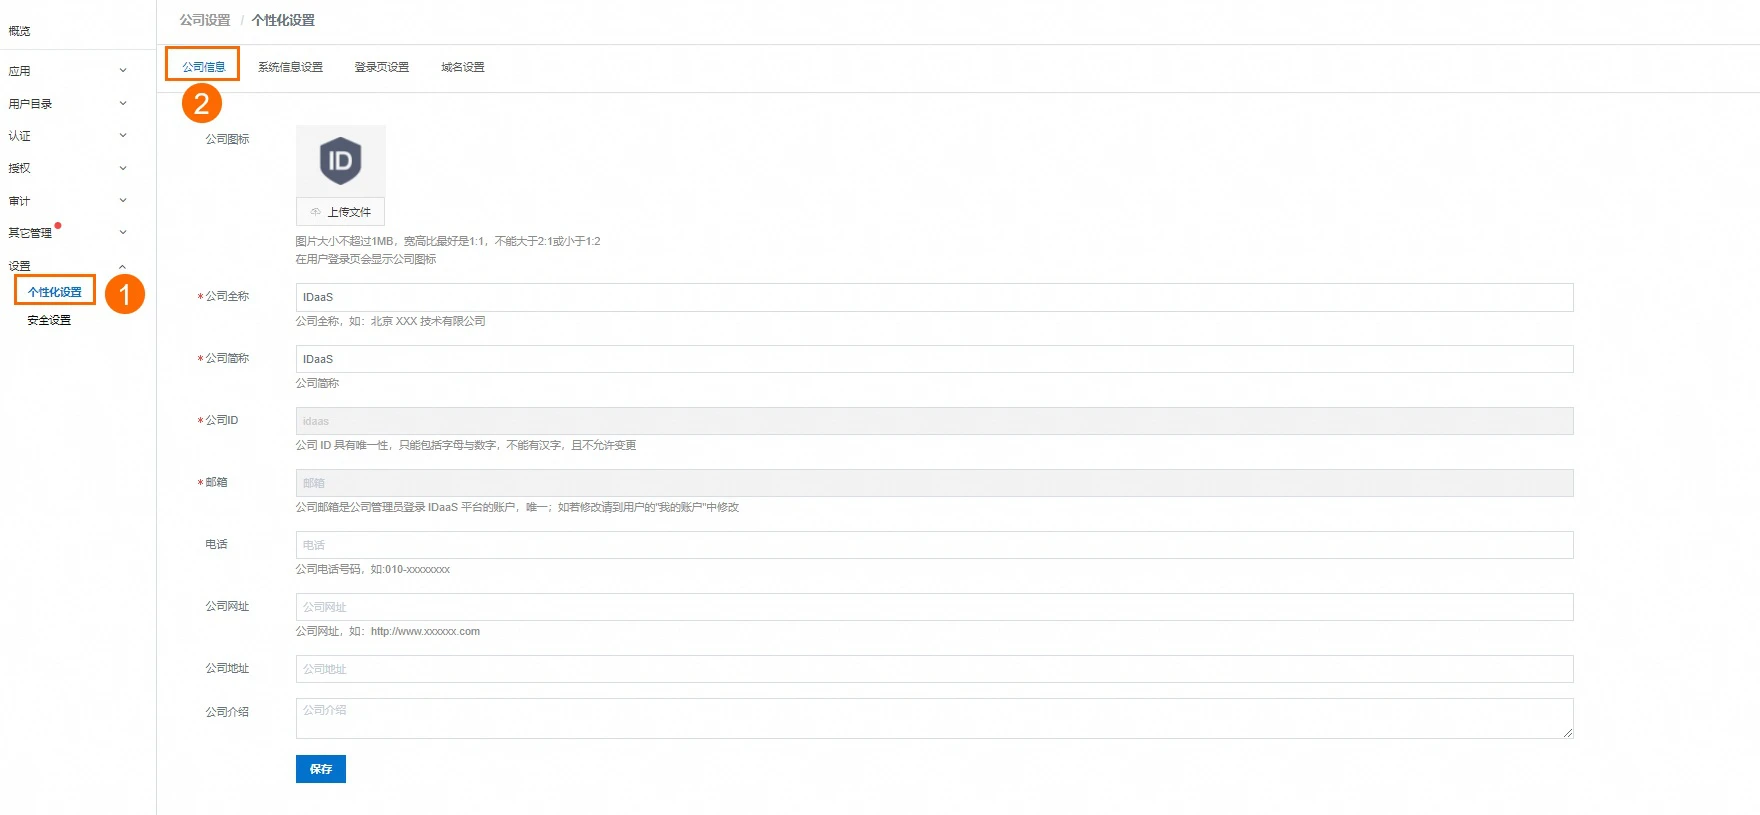 概览
应用
用户目录
认证
授权
审计
其它管理
设置
个性化设置
1
安全设置
公司设置 / 个性化设置
公司信息 系统信息设置 登录页设置 域名设置
2
公司图标
ID
上传文件
图片大小不超过1MB，宽高比最好是1:1，不能大于2:1或小于1:2
在用户登录页会显示公司图标
*公司全称 IDaaS
公司全称，如：北京 XXX 技术有限公司
*公司简称 IDaaS
公司简称
*公司ID idaas
公司 ID 具有唯一性，只能包括字母与数字，不能有汉字，且不允许变更
*邮箱 邮箱
公司邮箱是公司管理员登录 IDaaS 平台的账户，唯一；如若修改请到用户的"我的账户"中修改
电话 电话
公司电话号码，如:010-xxxxxxxx
公司网址 公司网址
公司网址，如：http://www.xxxxxx.com
公司地址 公司地址
公司介绍 公司介绍
保存